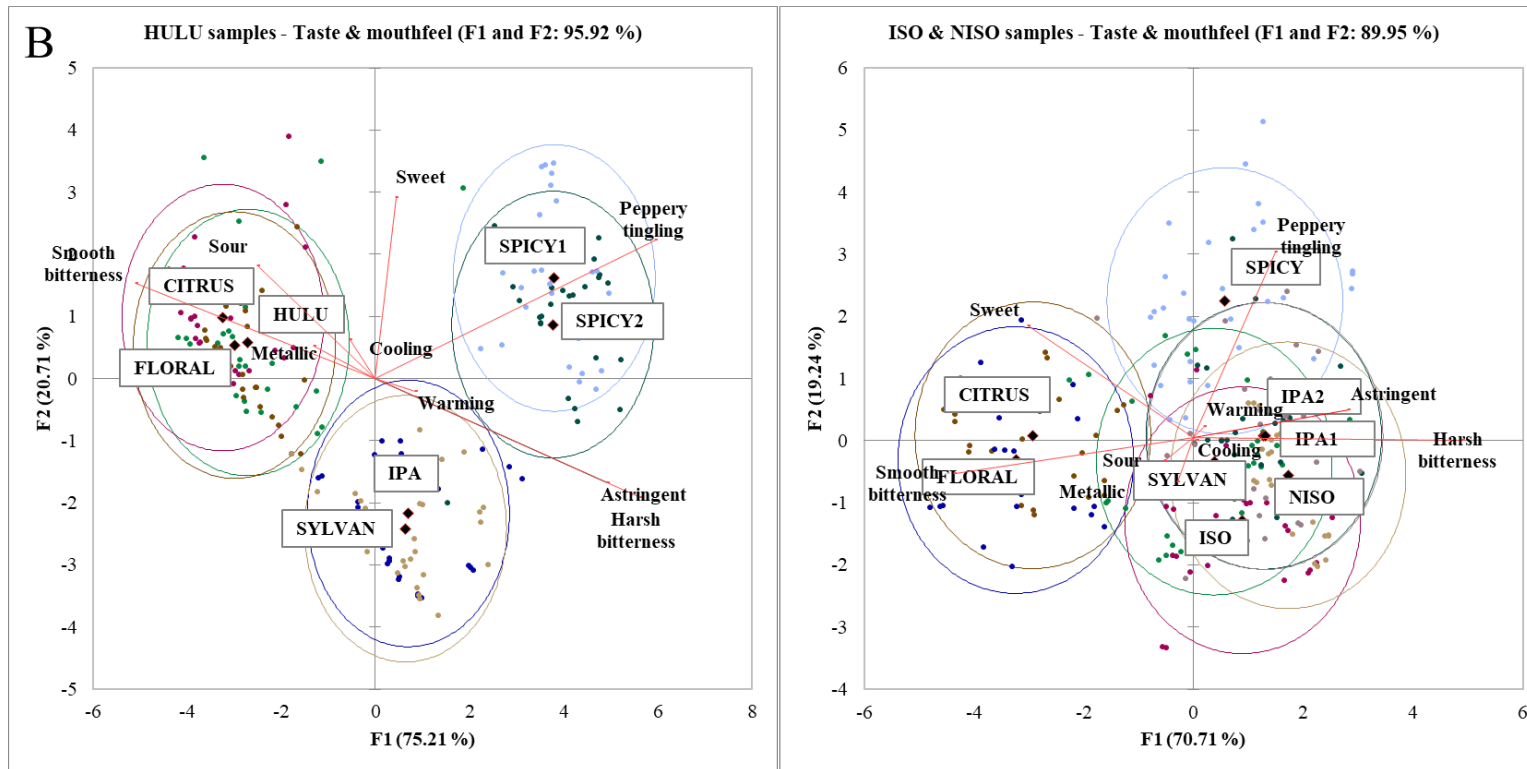 B
HULU samples - Taste & mouthfeel (F1 and F2: 95.92 %)
5
4
3
2
1
0
-1
-2
-3
-4
-5
F2 (20.71 %)
Sweet
Peppery
tingling
SPICY1
SPICY2
Smooth
bitterness
Sour
CITRUS
HULU
Metallic
Cooling
FLORAL
Warming
IPA
SYLVAN
Astringent
Harsh
bitterness
-6
-4
-2
0
2
4
6
8
F1 (75.21 %)
ISO & NISO samples - Taste & mouthfeel (F1 and F2: 89.95 %)
6
5
4
3
2
1
0
-1
-2
-3
-4
F2 (19.24 %)
Peppery
tingling
SPICY
Sweet
CITRUS
IPA2
Astringent
Warming
IPA1
Harsh
bitterness
Cooling
Smooth
bitterness
FLORAL
Sour
SYLVAN
Metallic
NISO
ISO
-6
-4
-2
0
2
4
6
F1 (70.71 %)